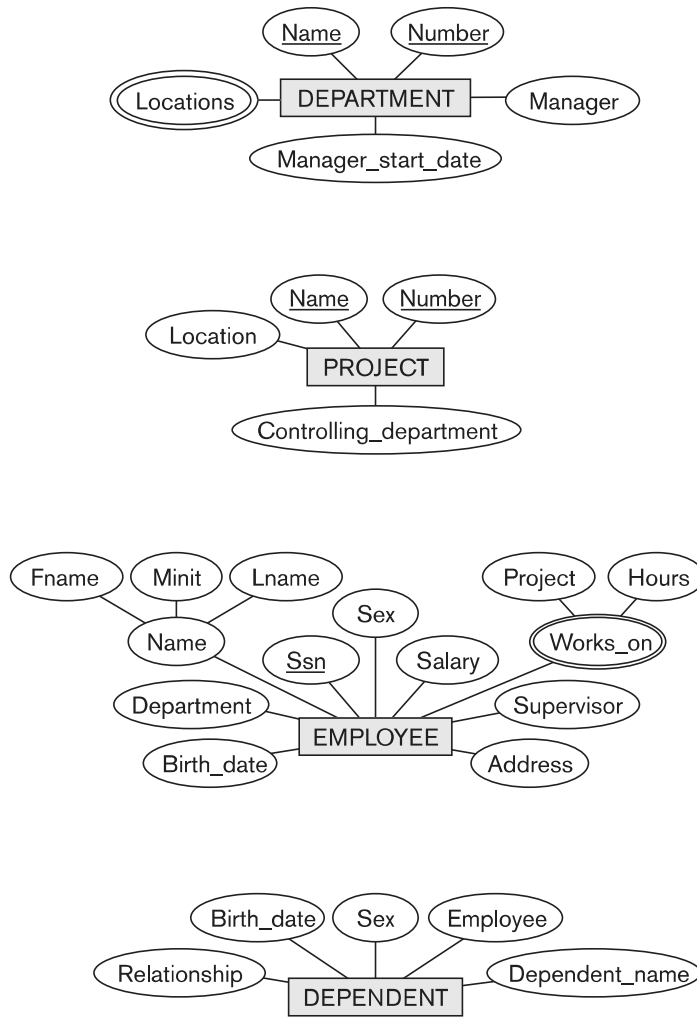 Name Number
Locations DEPARTMENT Manager
Manager_start_date
Name Number
Location
PROJECT
Controlling_department
Fname Minit Lname Project Hours
Sex
Name Works_on
Ssn Salary
Department Supervisor
EMPLOYEE
Birth_date Address
Birth_date Sex Employee
Relationship Dependent_name
DEPENDENT